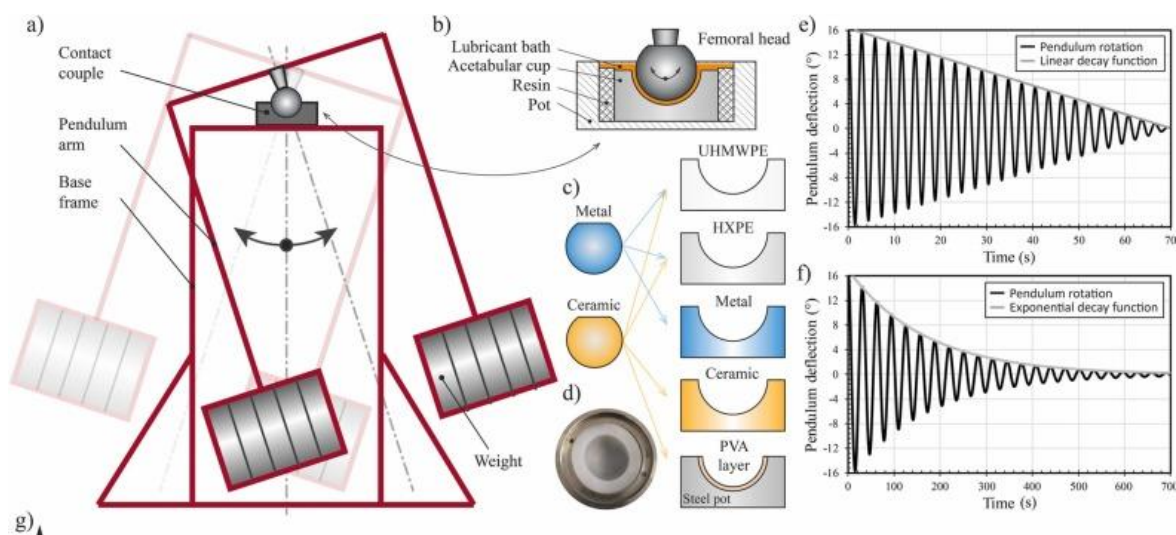 a)
Contact
couple
Pendulum
arm
Base
frame
Weight
b)
Lubricant bath
Acetabular cup
Resin
Pot
Femoral head
c)
Metal
Ceramic
d)
UHMWPE
HXPE
Metal
Ceramic
PVA
layer
Steel pot
e)
Pendulum deflection (°)
16
12
8
4
0
-4
-8
-12
-16
Pendulum rotation
Linear decay function
0 10 20 30 40 50 60 70
Time (s)
f)
Pendulum deflection (°)
16
12
8
4
0
-4
-8
-12
-16
Pendulum rotation
Exponential decay function
0 100 200 300 400 500 600 700
Time (s)
g)